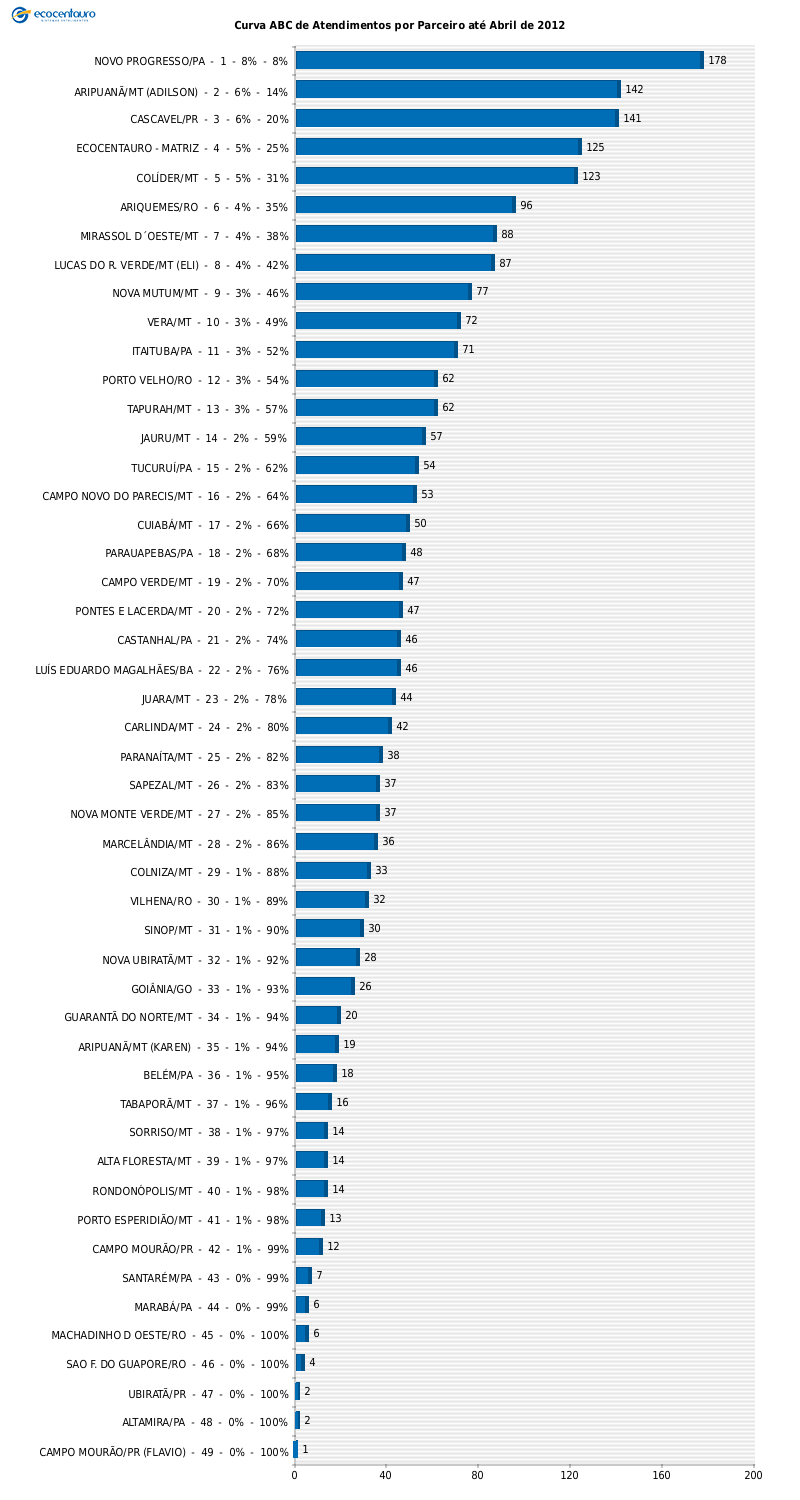 ecocentauro
Curva ABC de Atendimentos por Parceiro até Abril de 2012
NOVO PROGRESSO/PA - 1 - 8% - 8% 178
ARIPUANÃ/MT (ADILSON) - 2 - 6% - 14% 142
CASCAVEL/PR - 3 - 6% - 20% 141
ECOCENTAURO - MATRIZ - 4 - 5% - 25% 125
COLÍDER/MT - 5 - 5% - 31% 123
ARIQUEMES/RO - 6 - 4% - 35% 96
MIRASSOL D´OESTE/MT - 7 - 4% - 38% 88
LUCAS DO R. VERDE/MT (ELI) - 8 - 4% - 42% 87
NOVA MUTUM/MT - 9 - 3% - 46% 77
VERA/MT - 10 - 3% - 49% 72
ITAITUBA/PA - 11 - 3% - 52% 71
PORTO VELHO/RO - 12 - 3% - 54% 62
TAPURAH/MT - 13 - 3% - 57% 62
JAURU/MT - 14 - 2% - 59% 57
TUCURUÍ/PA - 15 - 2% - 62% 54
CAMPO NOVO DO PARECIS/MT - 16 - 2% - 64% 53
CUIABÁ/MT - 17 - 2% - 66% 50
PARAUAPEBAS/PA - 18 - 2% - 68% 48
CAMPO VERDE/MT - 19 - 2% - 70% 47
PONTES E LACERDA/MT - 20 - 2% - 72% 47
CASTANHAL/PA - 21 - 2% - 74% 46
LUÍS EDUARDO MAGALHÃES/BA - 22 - 2% - 76% 46
JUARA/MT - 23 - 2% - 78% 44
CARLINDA/MT - 24 - 2% - 80% 42
PARANAÍTA/MT - 25 - 2% - 82% 38
SAPEZAL/MT - 26 - 2% - 83% 37
NOVA MONTE VERDE/MT - 27 - 2% - 85% 37
MARCELÂNDIA/MT - 28 - 2% - 86% 36
COLNIZA/MT - 29 - 1% - 88% 33
VILHENA/RO - 30 - 1% - 89% 32
SINOP/MT - 31 - 1% - 90% 30
NOVA UBIRATÃ/MT - 32 - 1% - 92% 28
GOIÂNIA/GO - 33 - 1% - 93% 26
GUARANTÃ DO NORTE/MT - 34 - 1% - 94% 20
ARIPUANÃ/MT (KAREN) - 35 - 1% - 94% 19
BELÉM/PA - 36 - 1% - 95% 18
TABAPORÃ/MT - 37 - 1% - 96% 16
SORRISO/MT - 38 - 1% - 97% 14
ALTA FLORESTA/MT - 39 - 1% - 97% 14
RONDONÓPOLIS/MT - 40 - 1% - 98% 14
PORTO ESPERIDIÃO/MT - 41 - 1% - 98% 13
CAMPO MOURÃO/PR - 42 - 1% - 99% 12
SANTARÉM/PA - 43 - 0% - 99% 7
MARABÁ/PA - 44 - 0% - 99% 6
MACHADINHO D OESTE/RO - 45 - 0% - 100% 6
SAO F. DO GUAPORE/RO - 46 - 0% - 100% 4
UBIRATÃ/PR - 47 - 0% - 100% 2
ALTAMIRA/PA - 48 - 0% - 100% 2
CAMPO MOURÃO/PR (FLAVIO) - 49 - 0% - 100% 1
0 40 80 120 160 200